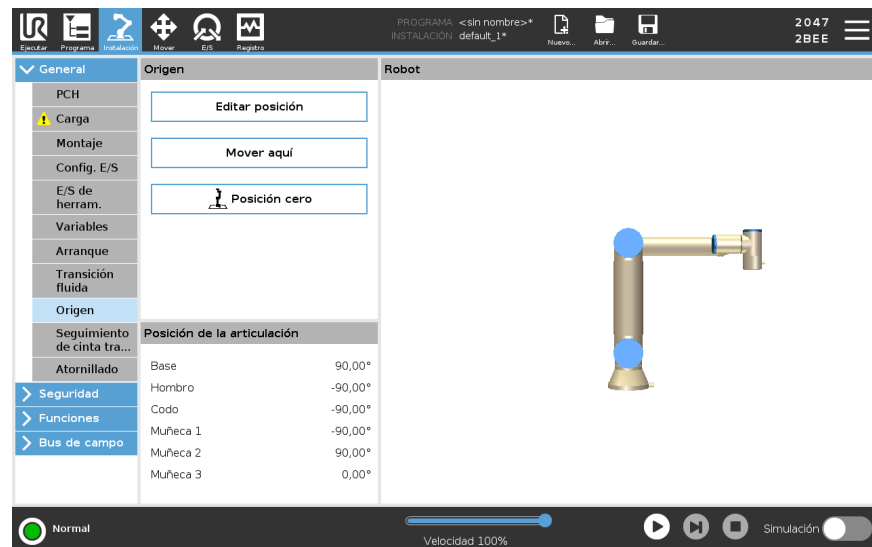 PROGRAMA <sin nombre>*
INSTALACIÓN default_1*
Ejecutar
Programa
Instalación
Mover
E/S
Registro
Nuevo...
Abrir...
Guardar...
2047
2BEE
General
PCH
Carga
Montaje
Config. E/S
E/S de
herram.
Variables
Arranque
Transición
fluida
Origen
Seguimiento
de cinta tra...
Atornillado
Seguridad
Funciones
Bus de campo
Origen
Editar posición
Mover aquí
Posición cero
Posición de la articulación
Base 90,00°
Hombro -90,00°
Codo -90,00°
Muñeca 1 -90,00°
Muñeca 2 90,00°
Muñeca 3 0,00°
Robot
Normal
Velocidad 100%
Simulación